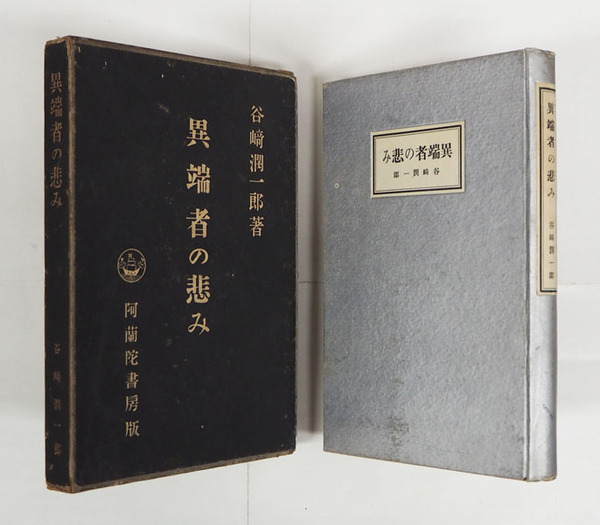 異端者の悲み
谷崎潤一郎
谷崎潤一郎著
異端者の悲み
阿蘭陀書房版
み悲の者端異
郎一潤崎谷
異端者の悲み
谷崎潤一郎